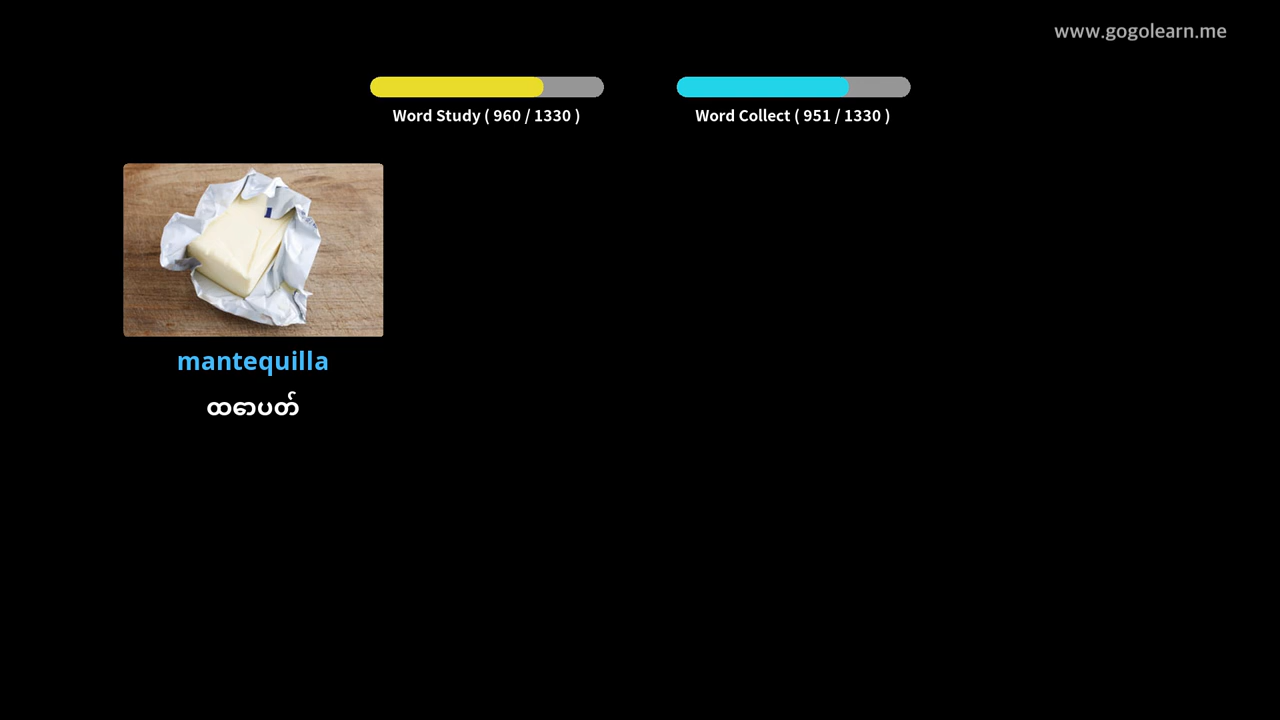 www.gogolearn.me
Word Study ( 960 / 1330 )
Word Collect ( 951 / 1330 )
mantequilla
ထောပတ်